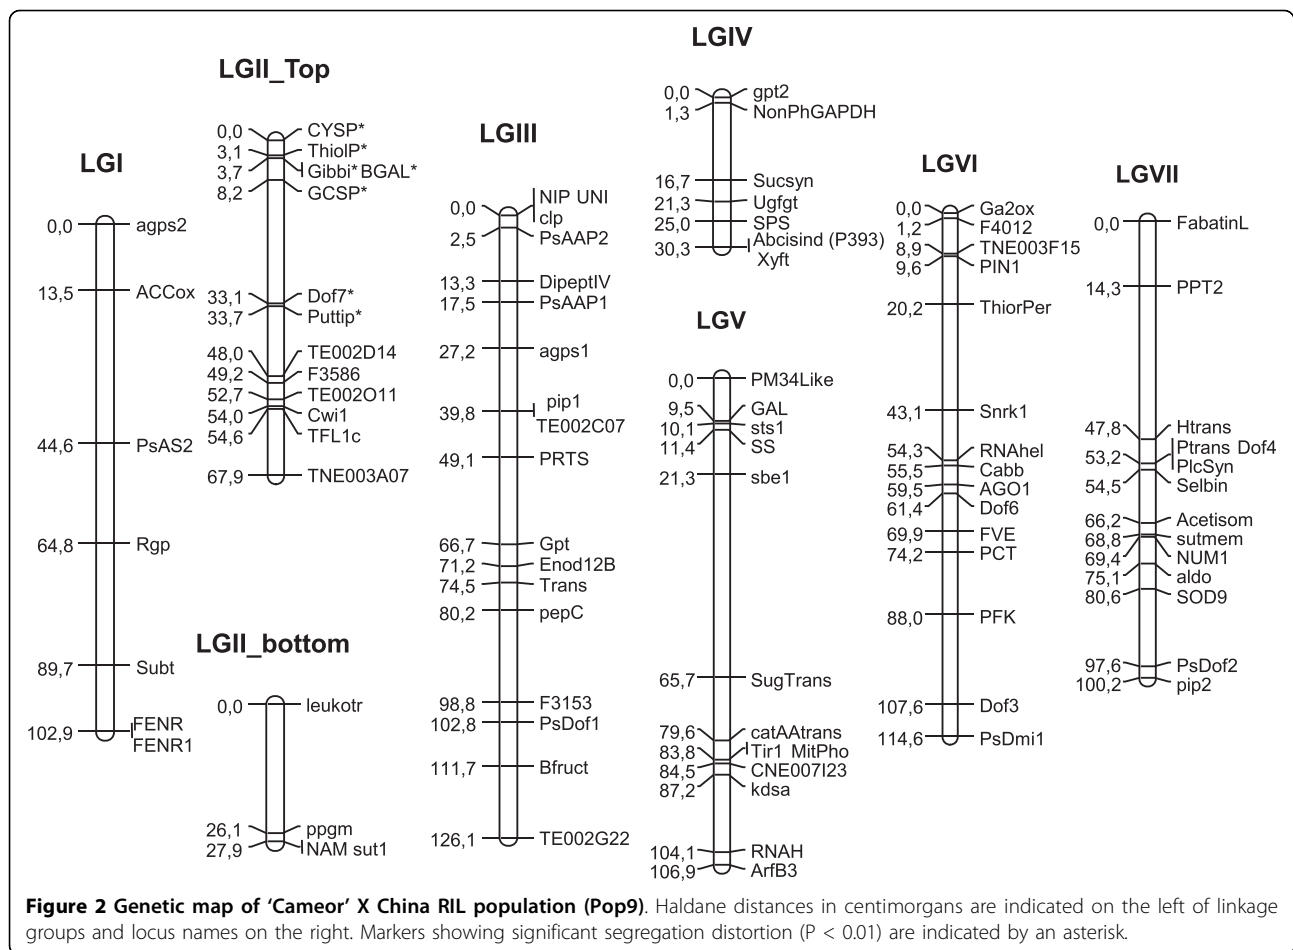 LGI
0,0 agps2
13,5 ACCox
44,6 PsAS2
64,8 Rgp
89,7 Subt
102,9 FENR
FENR1
LGII_Top
0,0 CYSP*
3,1 ThiolP*
3,7 Gibbi* BGAL*
8,2 GCSP*
33,1 Dof7*
33,7 Puttip*
48,0 TE002D14
49,2 F3586
52,7 TE002O11
54,0 Cwi1
54,6 TFL1c
67,9 TNE003A07
LGII_bottom
0,0 leukotr
26,1 ppgm
27,9 NAM sut1
LGIII
0,0 NIP UNI
clp
2,5 PsAAP2
13,3 DipeptIV
17,5 PsAAP1
27,2 agps1
39,8 pip1
TE002C07
49,1 PRTS
66,7 Gpt
71,2 Enod12B
74,5 Trans
80,2 pepC
98,8 F3153
102,8 PsDof1
111,7 Bfruct
126,1 TE002G22
LGIV
0,0 gpt2
1,3 NonPhGAPDH
16,7 Sucsyn
21,3 Ugfgt
25,0 SPS
30,3 Abcisind (P393)
Xyft
LGV
0,0 PM34Like
9,5 GAL
10,1 sts1
11,4 SS
21,3 sbe1
65,7 SugTrans
79,6 catAAtrans
83,8 Tir1 MitPho
84,5 CNE007I23
87,2 kdsa
104,1 RNAH
106,9 ArfB3
LGVI
0,0 Ga2ox
1,2 F4012
8,9 TNE003F15
9,6 PIN1
20,2 ThiorPer
43,1 Snrk1
54,3 RNAhel
55,5 Cabb
59,5 AGO1
61,4 Dof6
69,9 FVE
74,2 PCT
88,0 PFK
107,6 Dof3
114,6 PsDmi1
LGVII
0,0 FabatinL
14,3 PPT2
47,8 Htrans
53,2 Ptrans Dof4
PlcSyn
54,5 Selbin
66,2 Acetisom
68,8 sutmem
69,4 NUM1
75,1 aldo
80,6 SOD9
97,6 PsDof2
100,2 pip2
Figure 2 Genetic map of ‘Cameor’ X China RIL population (Pop9). Haldane distances in centimorgans are indicated on the left of linkage
groups and locus names on the right. Markers showing significant segregation distortion (P < 0.01) are indicated by an asterisk.